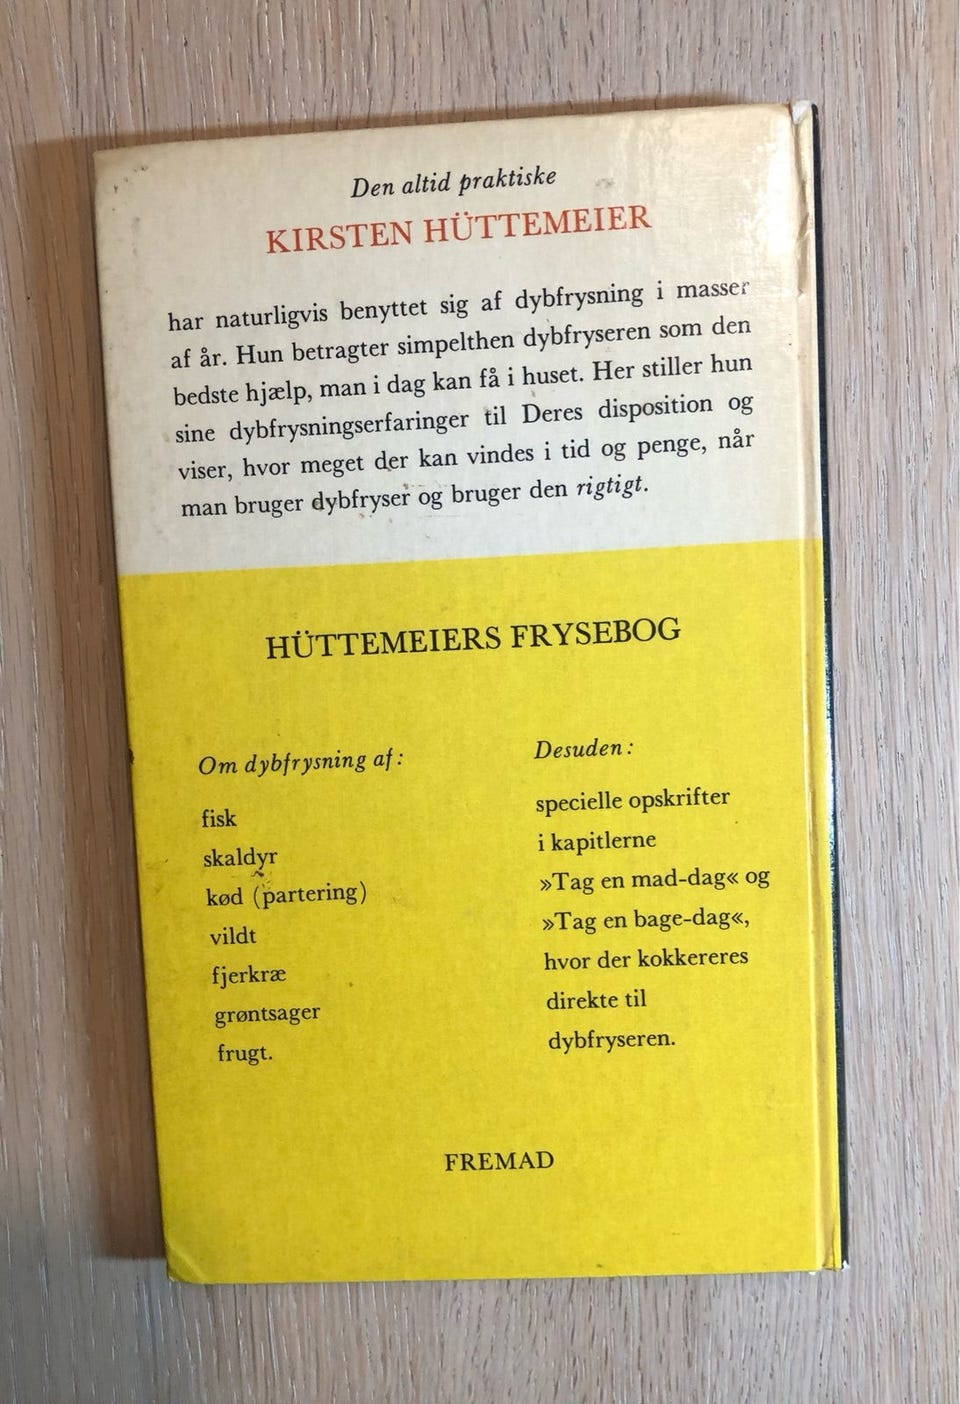 Den altid praktiske
KIRSTEN HÜTTEMEIER
har naturligvis benyttet sig af dybfrysning i masser
af år. Hun betragter simpelthen dybfryseren som den
bedste hjælp, man i dag kan få i huset. Her stiller hun
sine dybfrysningserfaringer til Deres disposition og
viser, hvor meget der kan vindes i tid og penge, når
man bruger dybfryser og bruger den rigtigt.
HÜTTEMEIERS FRYSEBOG
Om dybfrysning af:
fisk
skaldyr
kød (partering)
vildt
fjerkræ
grøntsager
frugt.
Desuden:
specielle opskrifter
i kapitlerne
»Tag en mad-dag« og
»Tag en bage-dag«,
hvor der kokkereres
direkte til
dybfryseren.
FREMAD